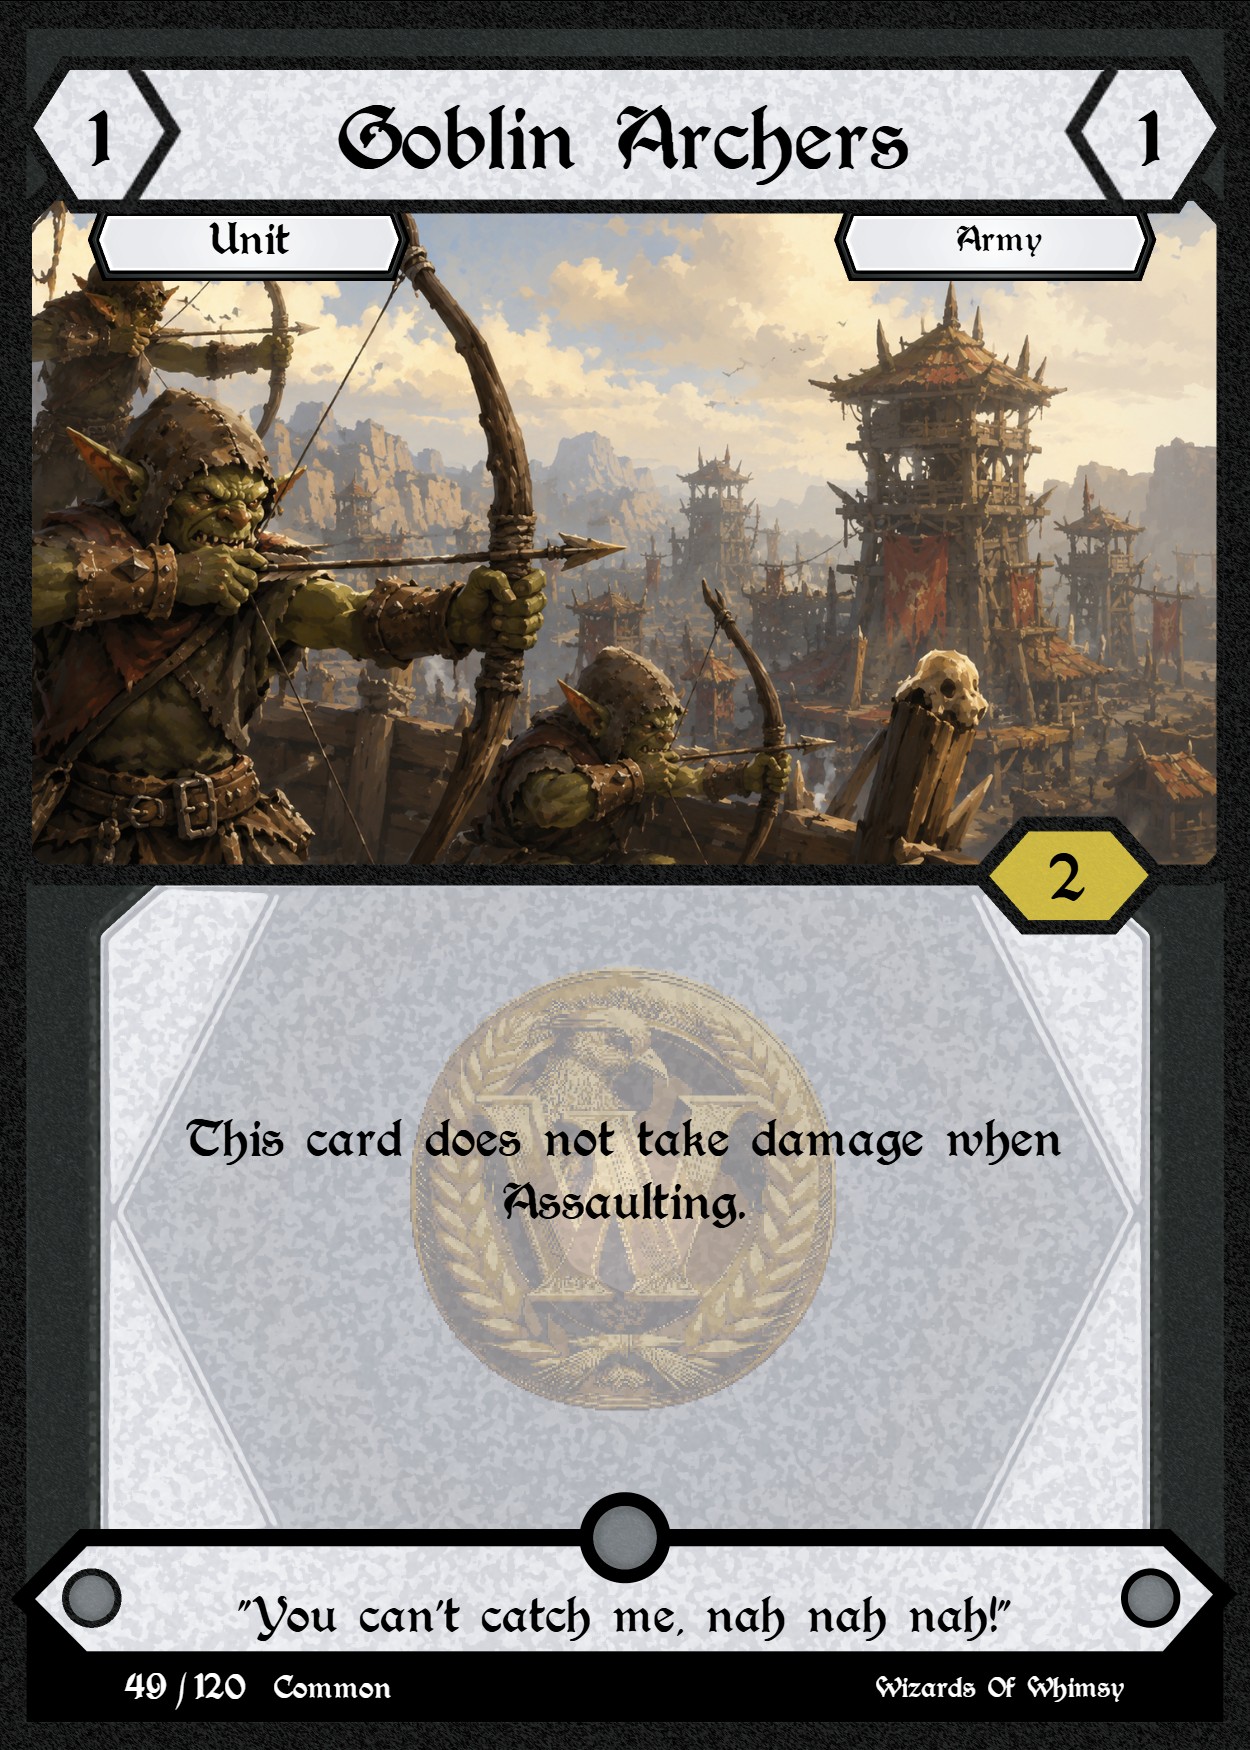 1 Goblin Archers 1
Unit Army
2
This card does not take damage when
Assaulting.
W
"You can't catch me, nah nah nah!"
49 / 120 Common Wizards Of Whimsy